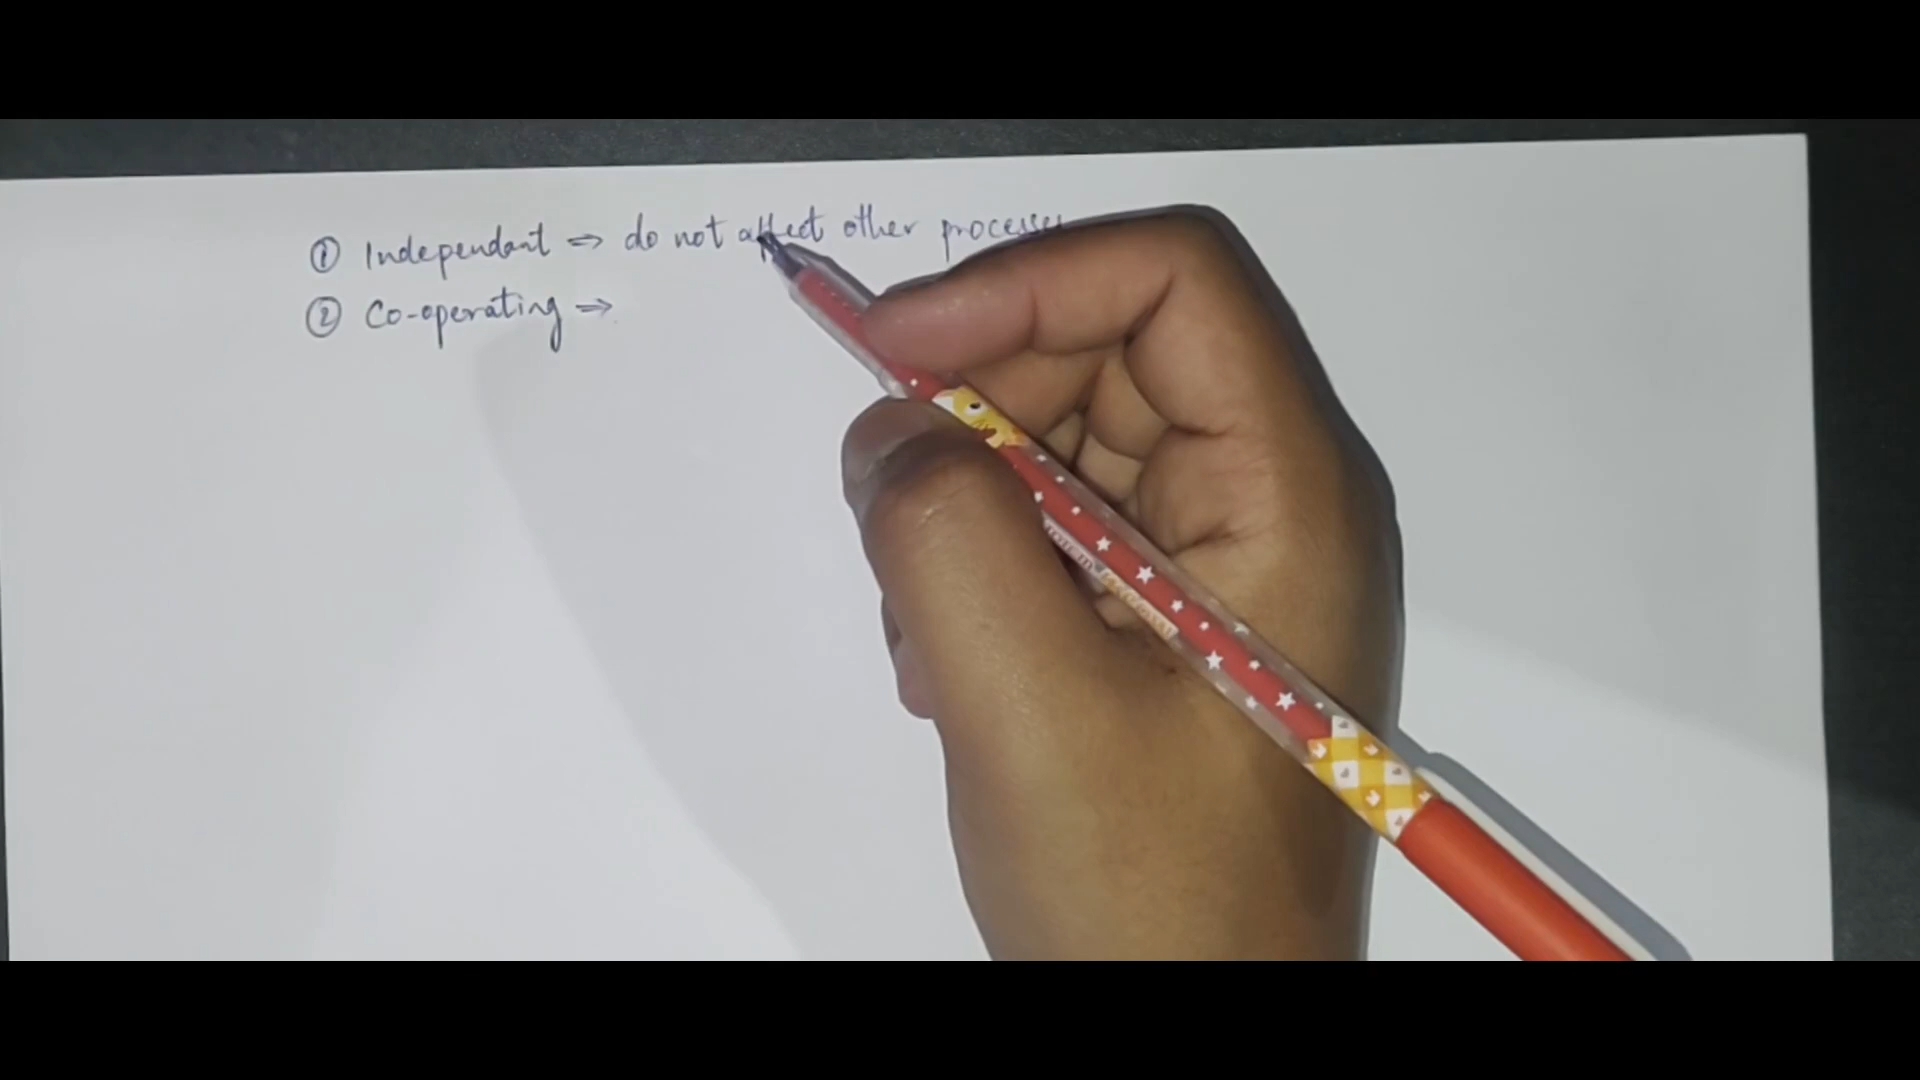 ① Independant ⇒ do not affect other processes
② Co-operating ⇒